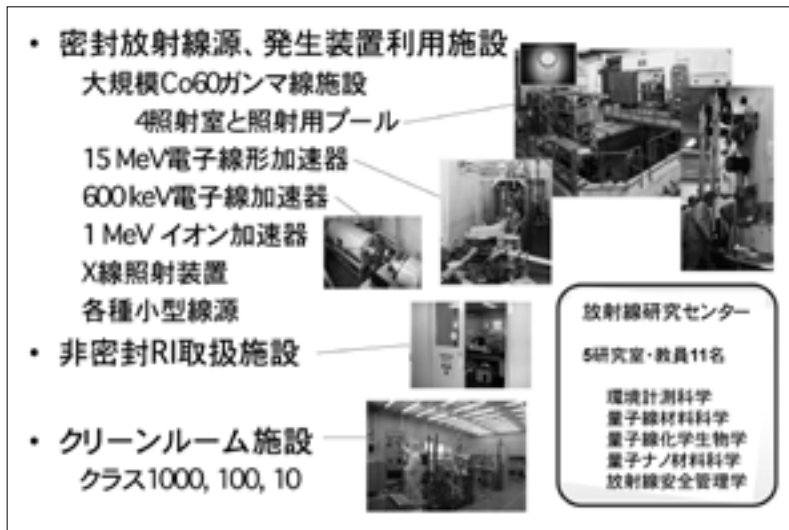 ・ 密封放射線源、発生装置利用施設
大規模Co60ガンマ線施設
4照射室と照射用プール
15 MeV電子線形加速器
600 keV電子線加速器
1 MeV イオン加速器
X線照射装置
各種小型線源
・ 非密封RI取扱施設
・ クリーンルーム施設
クラス1000, 100, 10
放射線研究センター
5研究室・教員11名
環境計測科学
量子線材料科学
量子線化学生物学
量子ナノ材料科学
放射線安全管理学